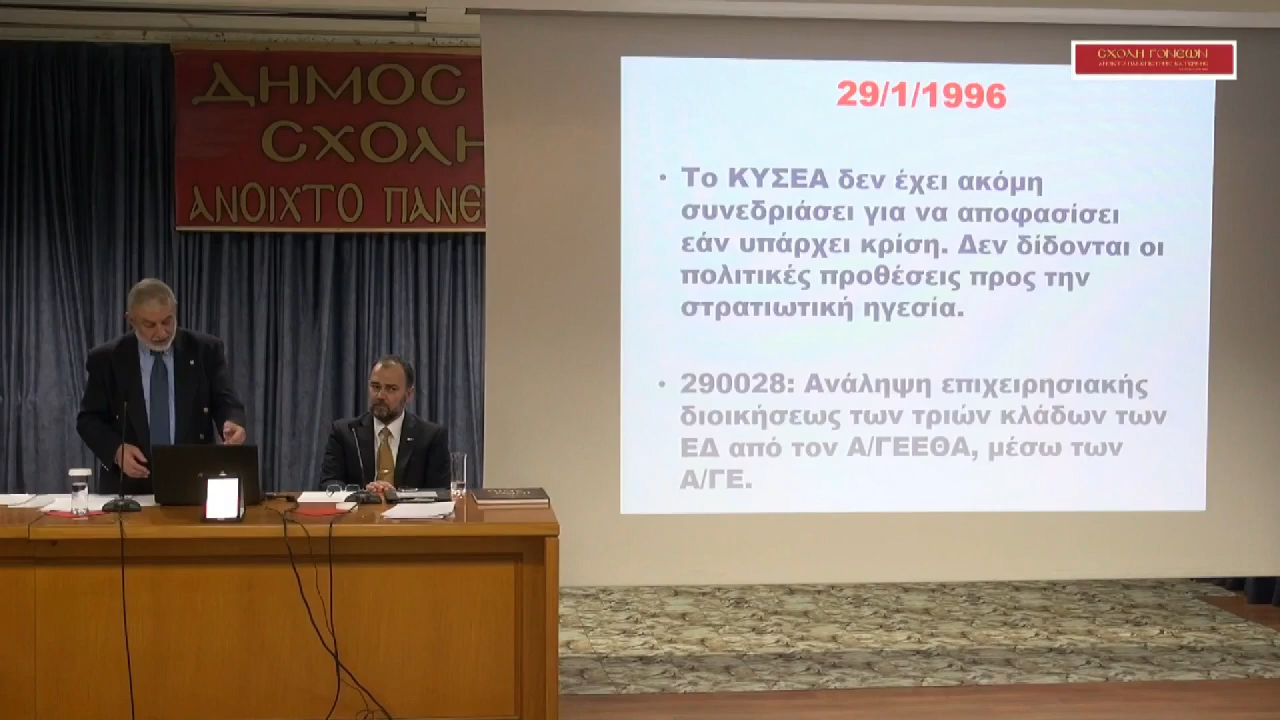 ΔΗΜΟΣ
ΣΧΟΛΗ
ΑΝΟΙΧΤΟ ΠΑΝΕ
ΣΧΟΛΗ ΓΟΝΕΩΝ
29/1/1996
• Το ΚΥΣΕΑ δεν έχει ακόμη
συνεδριάσει για να αποφασίσει
εάν υπάρχει κρίση. Δεν δίδονται οι
πολιτικές προθέσεις προς την
στρατιωτική ηγεσία.
• 290028: Ανάληψη επιχειρησιακής
διοικήσεως των τριών κλάδων των
ΕΔ από τον Α/ΓΕΕΘΑ, μέσω των
Α/ΓΕ.